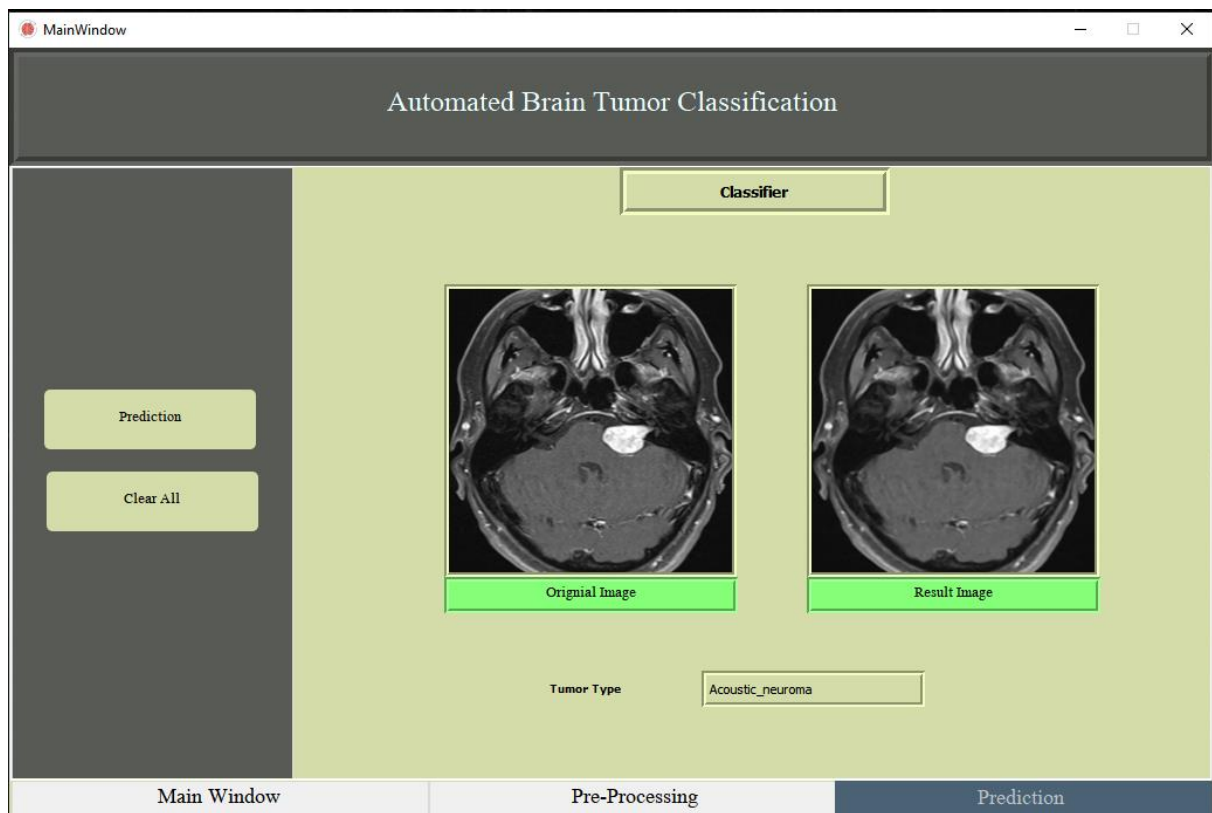 MainWindow
Automated Brain Tumor Classification
Classifier
Prediction
Clear All
Orignial Image
Result Image
Tumor Type
Acoustic_neuroma
Main Window
Pre-Processing
Prediction